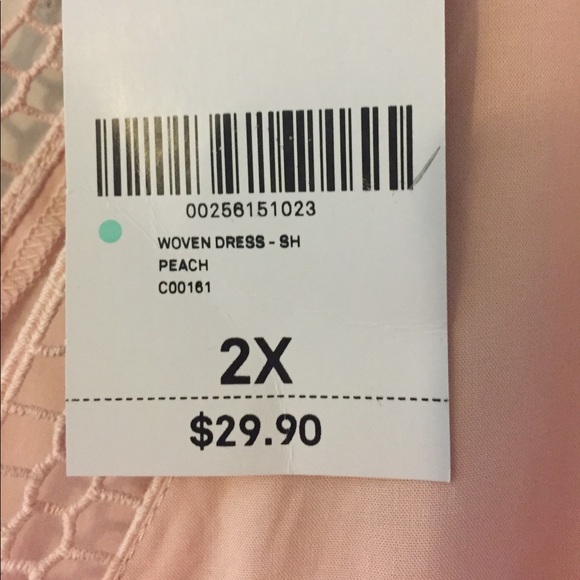 00256151023
WOVEN DRESS - SH
PEACH
C00161
2X
$29.90